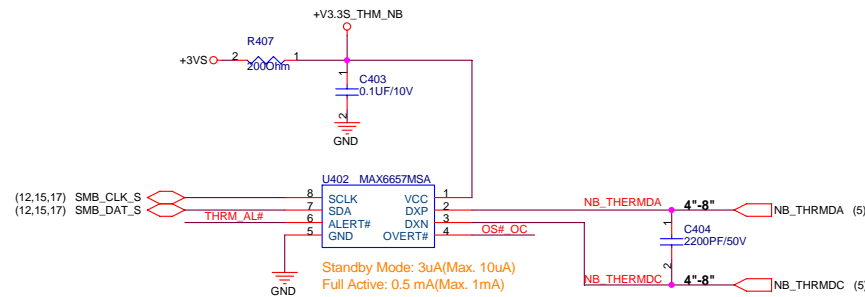 +V3.3S_THM_NB
R407
+3VS 2 1
200Ohm
1
C403
0.1UF/10V
2
GND
U402 MAX6657MSA
(12,15,17) SMB_CLK_S 8 SCLK VCC 1
(12,15,17) SMB_DAT_S 7 SDA DXP 2 NB_THERMDA 4"-8" NB_THRMDA (5)
THRM_AL# 6 ALERT# DXN 3
5 GND OVERT# 4 OS#_OC
1
C404
2200PF/50V
2
Standby Mode: 3uA(Max. 10uA)
NB_THERMDC 4"-8" NB_THRMDC (5
Full Active: 0.5 mA(Max. 1mA)
GND